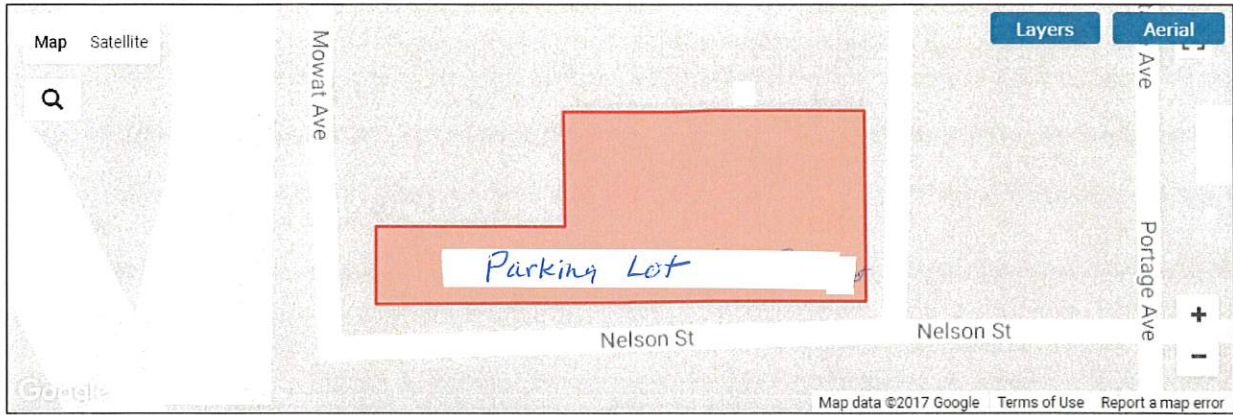 Map Satellite
Layers Aerial
Mowat Ave
Ave
Portage Ave
Parking Lot
Nelson St
Nelson St
Google
Map data ©2017 Google Terms of Use Report a map error